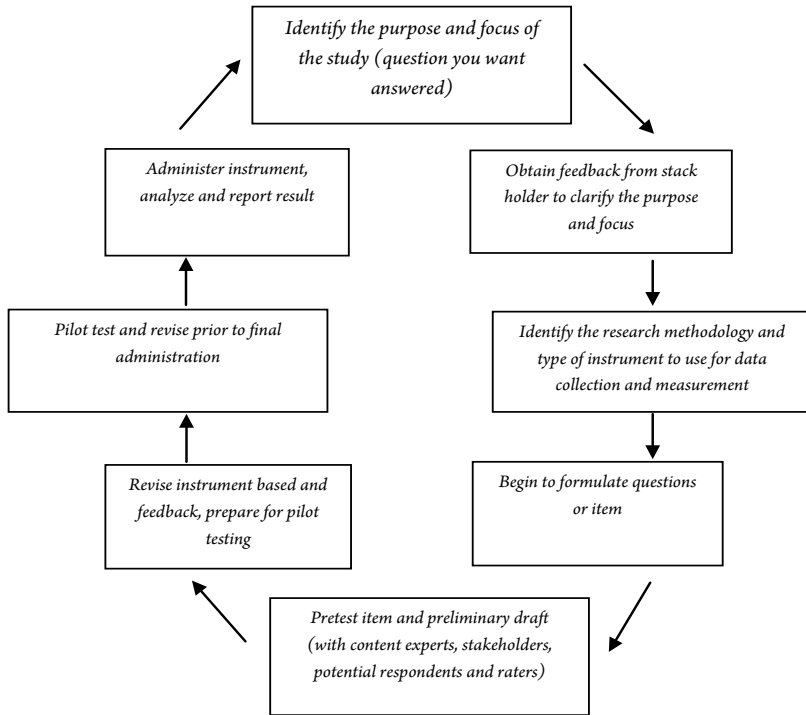 Identify the purpose and focus of
the study (question you want
answered)
Obtain feedback from stack
holder to clarify the purpose
and focus
Identify the research methodology and
type of instrument to use for data
collection and measurement
Begin to formulate questions
or item
Pretest item and preliminary draft
(with content experts, stakeholders,
potential respondents and raters)
Revise instrument based and
feedback, prepare for pilot
testing
Pilot test and revise prior to final
administration
Administer instrument,
analyze and report result